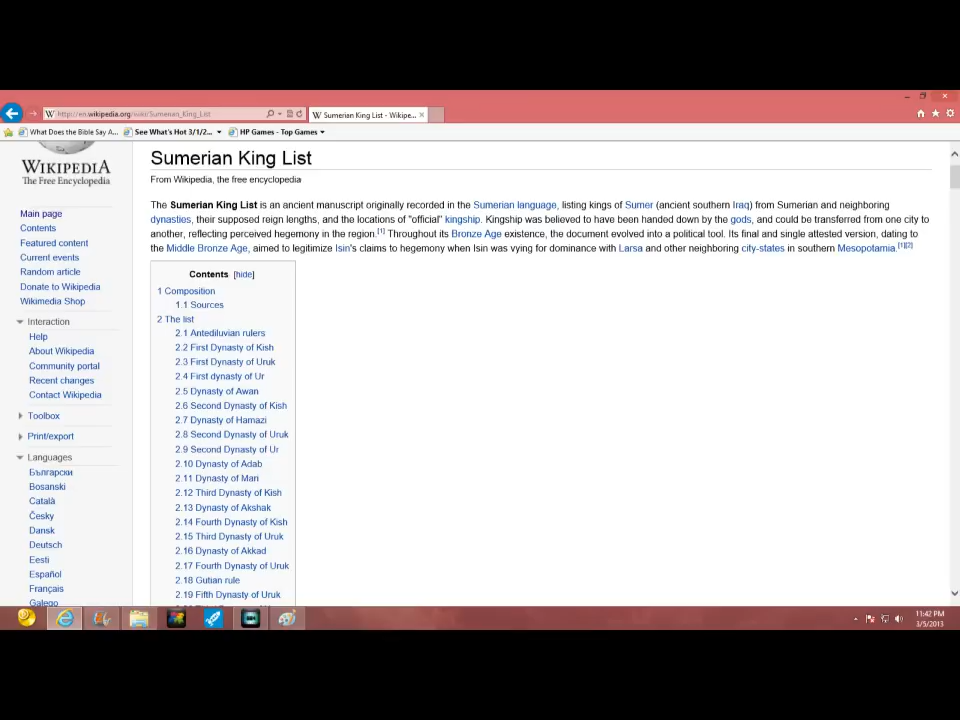 http://en.wikipedia.org/wiki/Sumerian_King_List
Sumerian King List - Wikipe...
What Does the Bible Say A...
See What's Hot 3/1/2...
HP Games - Top Games
WIKIPEDIA
The Free Encyclopedia
Main page
Contents
Featured content
Current events
Random article
Donate to Wikipedia
Wikimedia Shop
Interaction
Help
About Wikipedia
Community portal
Recent changes
Contact Wikipedia
Toolbox
Print/export
Languages
Български
Bosanski
Català
Česky
Dansk
Deutsch
Eesti
Español
Français
Galego
Sumerian King List
From Wikipedia, the free encyclopedia
The Sumerian King List is an ancient manuscript originally recorded in the Sumerian language, listing kings of Sumer (ancient southern Iraq) from Sumerian and neighboring
dynasties, their supposed reign lengths, and the locations of "official" kingship. Kingship was believed to have been handed down by the gods, and could be transferred from one city to
another, reflecting perceived hegemony in the region.[1] Throughout its Bronze Age existence, the document evolved into a political tool. Its final and single attested version, dating to
the Middle Bronze Age, aimed to legitimize Isin's claims to hegemony when Isin was vying for dominance with Larsa and other neighboring city-states in southern Mesopotamia.[1][2]
Contents [hide]
1 Composition
1.1 Sources
2 The list
2.1 Antediluvian rulers
2.2 First Dynasty of Kish
2.3 First Dynasty of Uruk
2.4 First dynasty of Ur
2.5 Dynasty of Awan
2.6 Second Dynasty of Kish
2.7 Dynasty of Hamazi
2.8 Second Dynasty of Uruk
2.9 Second Dynasty of Ur
2.10 Dynasty of Adab
2.11 Dynasty of Mari
2.12 Third Dynasty of Kish
2.13 Dynasty of Akshak
2.14 Fourth Dynasty of Kish
2.15 Third Dynasty of Uruk
2.16 Dynasty of Akkad
2.17 Fourth Dynasty of Uruk
2.18 Gutian rule
2.19 Fifth Dynasty of Uruk
11:42 PM
3/5/2013